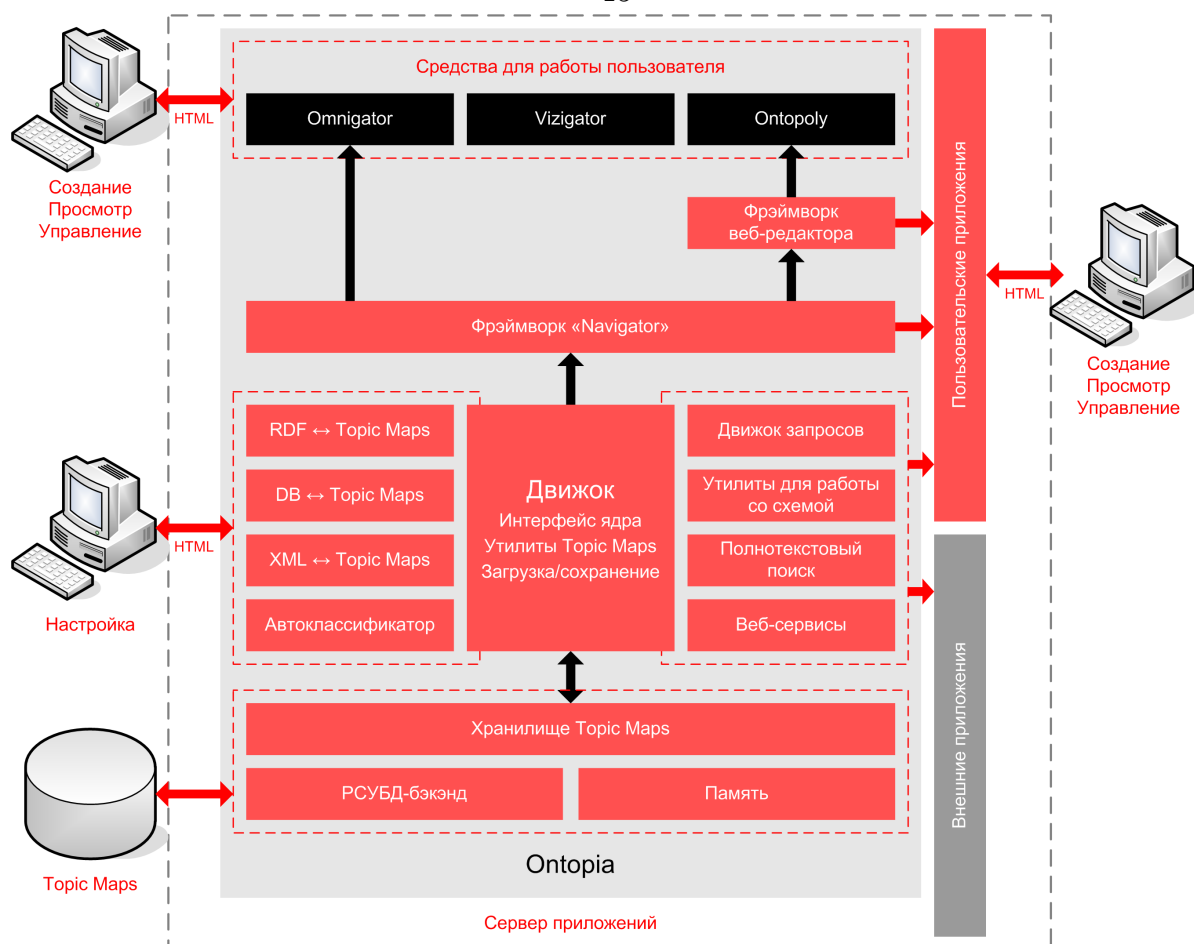 Средства для работы пользователя
Omnigator
Vizigator
Ontopoly
HTML
Создание
Просмотр
Управление
Фрэймворк
веб-редактора
Пользовательские приложения
HTML
Создание
Просмотр
Управление
Фрэймворк «Navigator»
RDF ↔ Topic Maps
DB ↔ Topic Maps
XML ↔ Topic Maps
Автоклассификатор
Движок
Интерфейс ядра
Утилиты Topic Maps
Загрузка/сохранение
Движок запросов
Утилиты для работы
со схемой
Полнотекстовый
поиск
Веб-сервисы
HTML
Настройка
Внешние приложения
Хранилище Topic Maps
РСУБД-бэкэнд
Память
Topic Maps
Ontopia
Сервер приложений